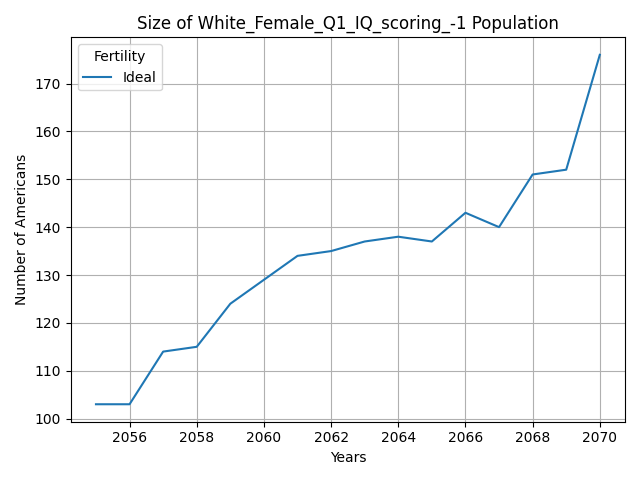 Size of White_Female_Q1_IQ_scoring_-1 Population
Fertility
Ideal
Number of Americans
170
160
150
140
130
120
110
100
2056 2058 2060 2062 2064 2066 2068 2070
Years